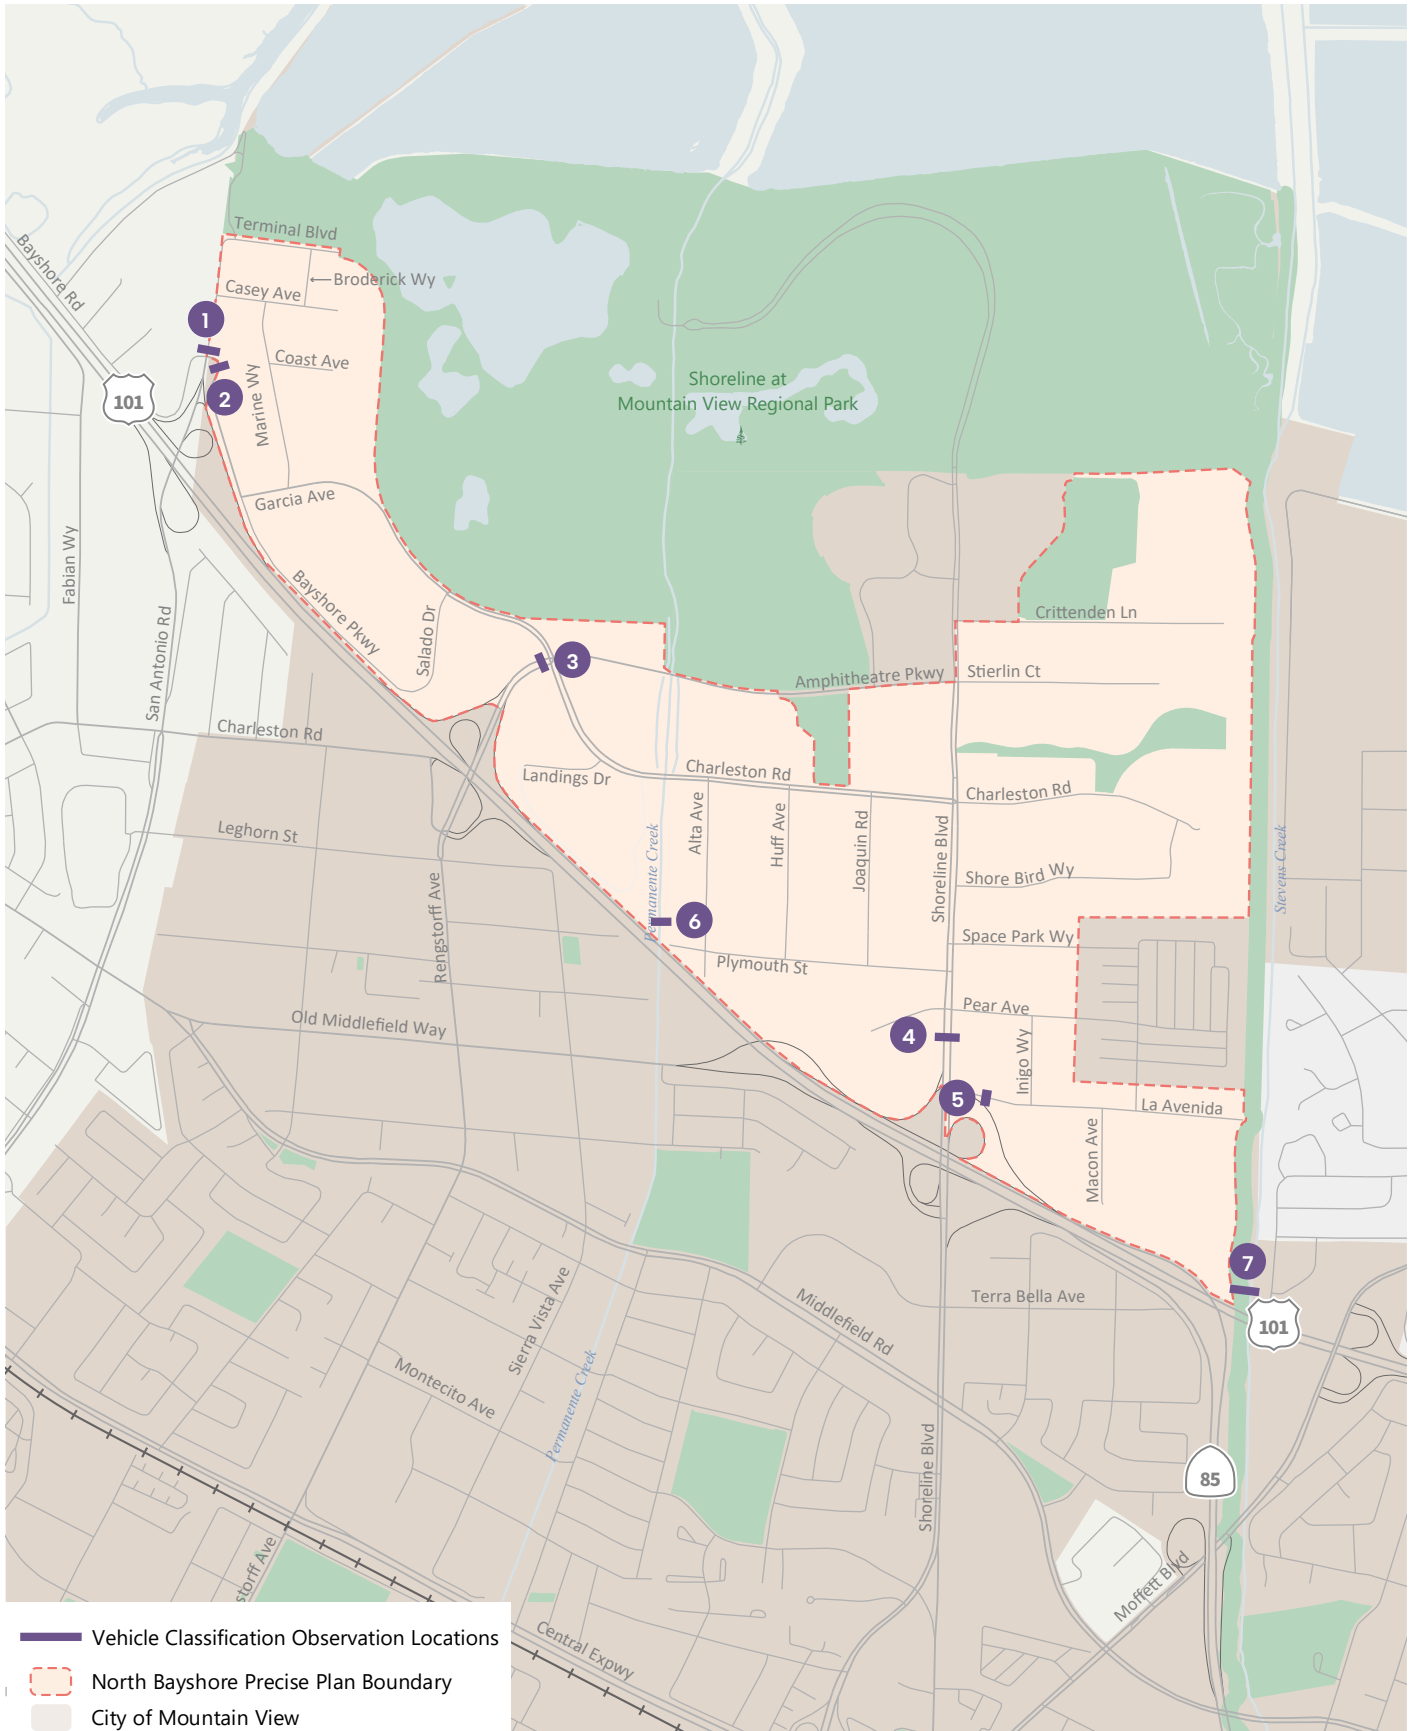 Terminal Blvd
Bayshore Rd
Broderick Wy
Casey Ave
1
Coast Ave
101
2
Marine Wy
Shoreline at
Mountain View Regional Park
Garcia Ave
Fabian Wy
San Antonio Rd
Bayshore Pkwy
Salado Dr
Crittenden Ln
3
Amphitheatre Pkwy
Stierlin Ct
Charleston Rd
Landings Dr
Charleston Rd
Charleston Rd
Leghorn St
Alta Ave
Huff Ave
Joaquin Rd
Shoreline Blvd
Shore Bird Wy
Permanente Creek
Stevens Creek
Rengstorff Ave
6
Space Park Wy
Plymouth St
Pear Ave
Old Middlefield Way
4
Inigo Wy
5
La Avenida
Macon Ave
7
Terra Bella Ave
101
Middlefield Rd
Sierra Vista Ave
Montecito Ave
Permanente Creek
Shoreline Blvd
85
Moffett Blvd
storff Ave
Central Expwy
Vehicle Classification Observation Locations
North Bayshore Precise Plan Boundary
City of Mountain View